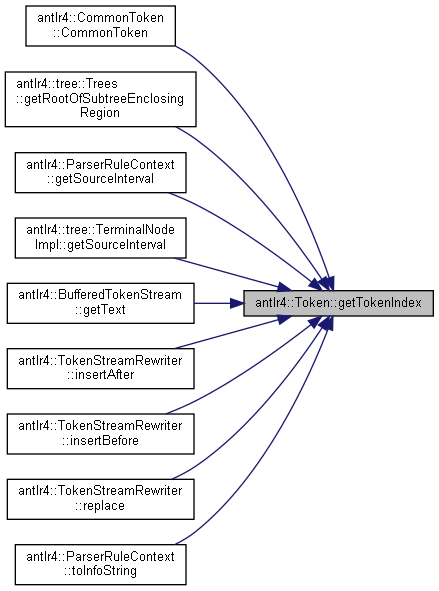 antlr4::CommonToken
::CommonToken
antlr4::tree::Trees
::getRootOfSubtreeEnclosing
Region
antlr4::ParserRuleContext
::getSourceInterval
antlr4::tree::TerminalNode
Impl::getSourceInterval
antlr4::Token::getTokenIndex
antlr4::BufferedTokenStream
::getText
antlr4::TokenStreamRewriter
::insertAfter
antlr4::TokenStreamRewriter
::insertBefore
antlr4::TokenStreamRewriter
::replace
antlr4::ParserRuleContext
::toInfoString